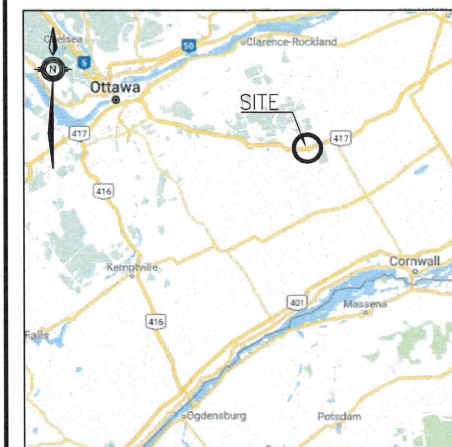 Chelsea
N
5
50
Clarence-Rockland
Ottawa
SITE
417
417
416
Kemptville
Cornwall
401
Massena
416
Falls
Ogdensburg
Potsdam